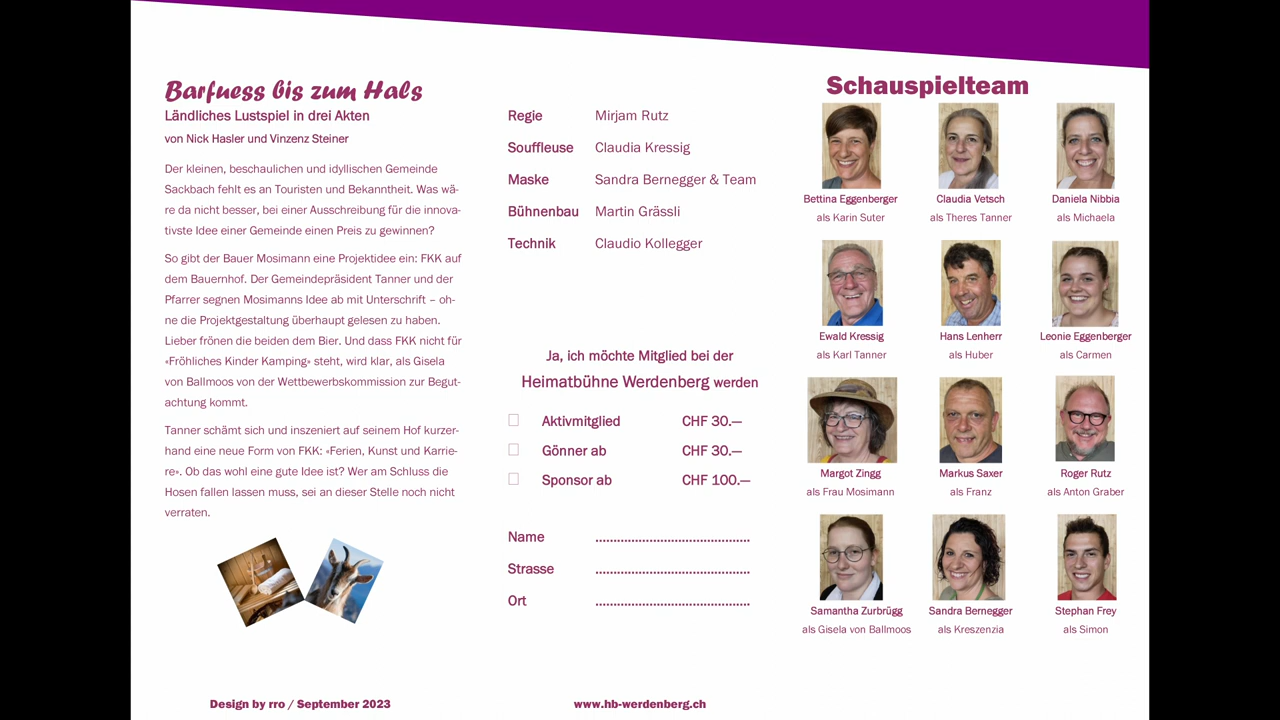 Barfuess bis zum Hals
Ländliches Lustspiel in drei Akten
von Nick Hasler und Vinzenz Steiner
Der kleinen, beschaulichen und idyllischen Gemeinde
Sackbach fehlt es an Touristen und Bekanntheit. Was wä-
re da nicht besser, bei einer Ausschreibung für die innova-
tivste Idee einer Gemeinde einen Preis zu gewinnen?
So gibt der Bauer Mosimann eine Projektidee ein: FKK auf
dem Bauernhof. Der Gemeindepräsident Tanner und der
Pfarrer segnen Mosimanns Idee ab mit Unterschrift – oh-
ne die Projektgestaltung überhaupt gelesen zu haben.
Lieber frönen die beiden dem Bier. Und dass FKK nicht für
«Fröhliches Kinder Kamping» steht, wird klar, als Gisela
von Ballmoos von der Wettbewerbskommission zur Begut-
achtung kommt.
Tanner schämt sich und inszeniert auf seinem Hof kurzer-
hand eine neue Form von FKK: «Ferien, Kunst und Karrie-
re». Ob das wohl eine gute Idee ist? Wer am Schluss die
Hosen fallen lassen muss, sei an dieser Stelle noch nicht
verraten.
Design by rro / September 2023
Regie Mirjam Rutz
Souffleuse Claudia Kressig
Maske Sandra Bernegger & Team
Bühnenbau Martin Grässli
Technik Claudio Kollegger
Ja, ich möchte Mitglied bei der
Heimatbühne Werdenberg werden
Aktivmitglied CHF 30.—
Gönner ab CHF 30.—
Sponsor ab CHF 100.—
Name ...........................................
Strasse ...........................................
Ort ...........................................
www.hb-werdenberg.ch
Schauspielteam
Bettina Eggenberger Claudia Vetsch Daniela Nibbia
als Karin Suter als Theres Tanner als Michaela
Ewald Kressig Hans Lenherr Leonie Eggenberger
als Karl Tanner als Huber als Carmen
Margot Zingg Markus Saxer Roger Rutz
als Frau Mosimann als Franz als Anton Graber
Samantha Zurbrügg Sandra Bernegger Stephan Frey
als Gisela von Ballmoos als Kreszenzia als Simon